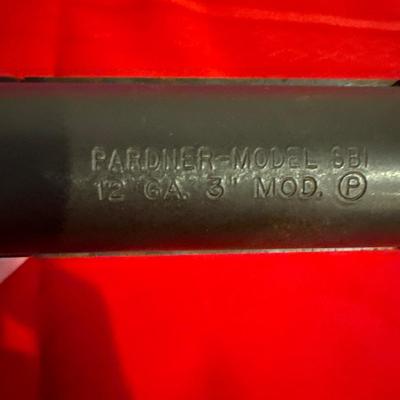 PARDNER-MODEL SB1
12 GA. 3" MOD. Ⓟ